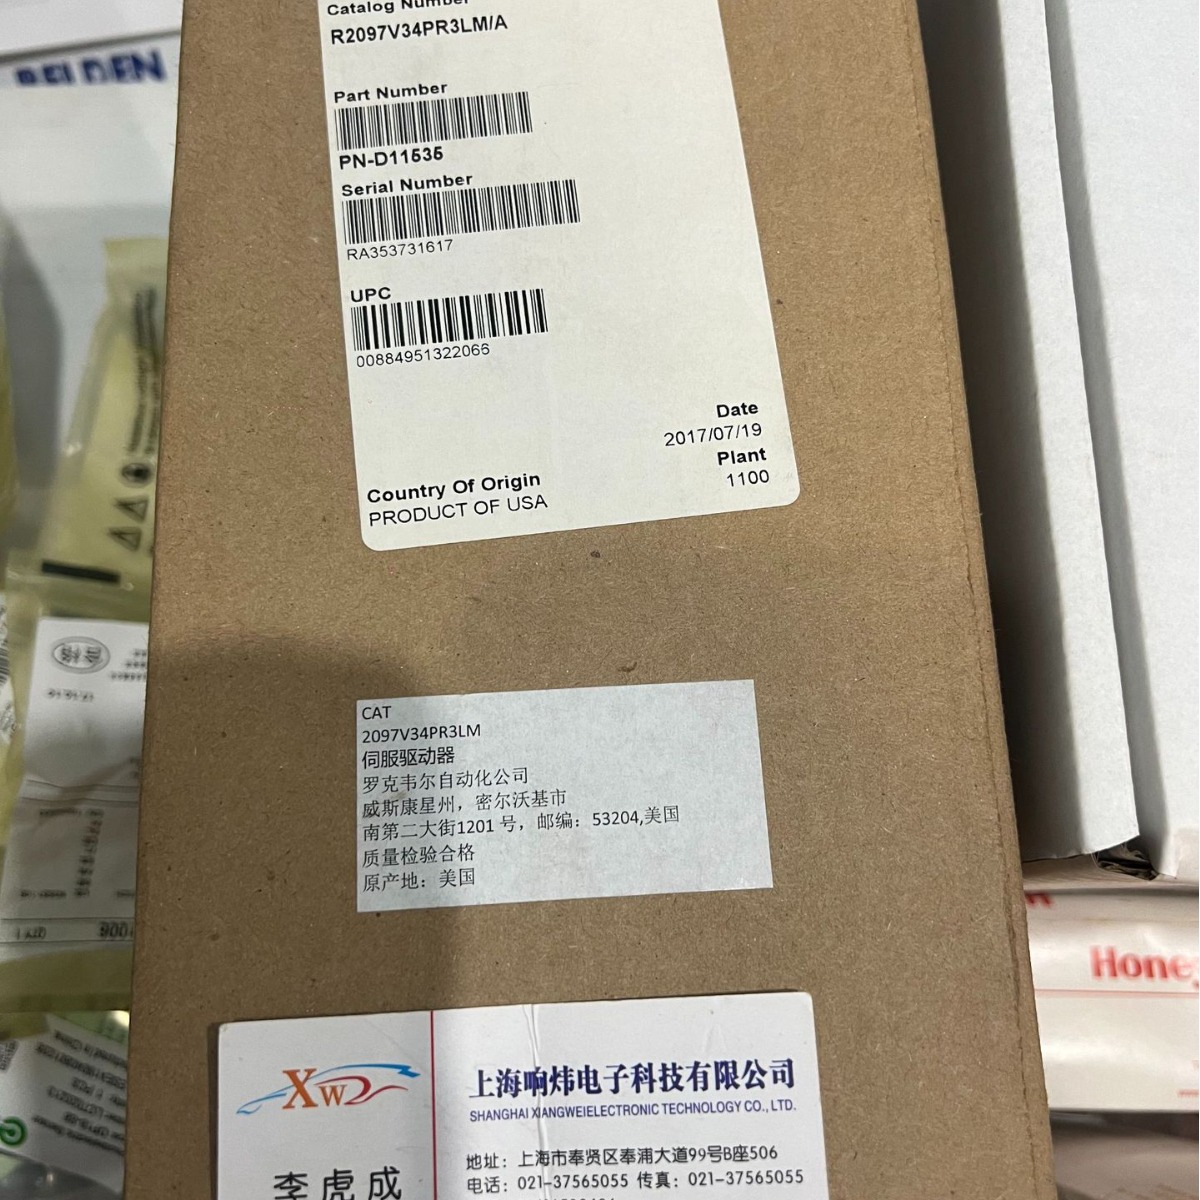 BELDEN
Catalog Number
R2097V34PR3LM/A
Part Number
PN-D11535
Serial Number
RA353731617
UPC
00884951322066
Date
2017/07/19
Plant
1100
Country Of Origin
PRODUCT OF USA
CAT
2097V34PR3LM
伺服驱动器
罗克韦尔自动化公司
威斯康星州，密尔沃基市
南第二大街1201 号，邮编：53204,美国
质量检验合格
原产地：美国
XW
上海响炜电子科技有限公司
SHANGHAI XIANGWEIELECTRONIC TECHNOLOGY CO., LTD.
李虎成
地址：上海市奉贤区奉浦大道99号B座506
电话：021-37565055 传真：021-37565055
Hone